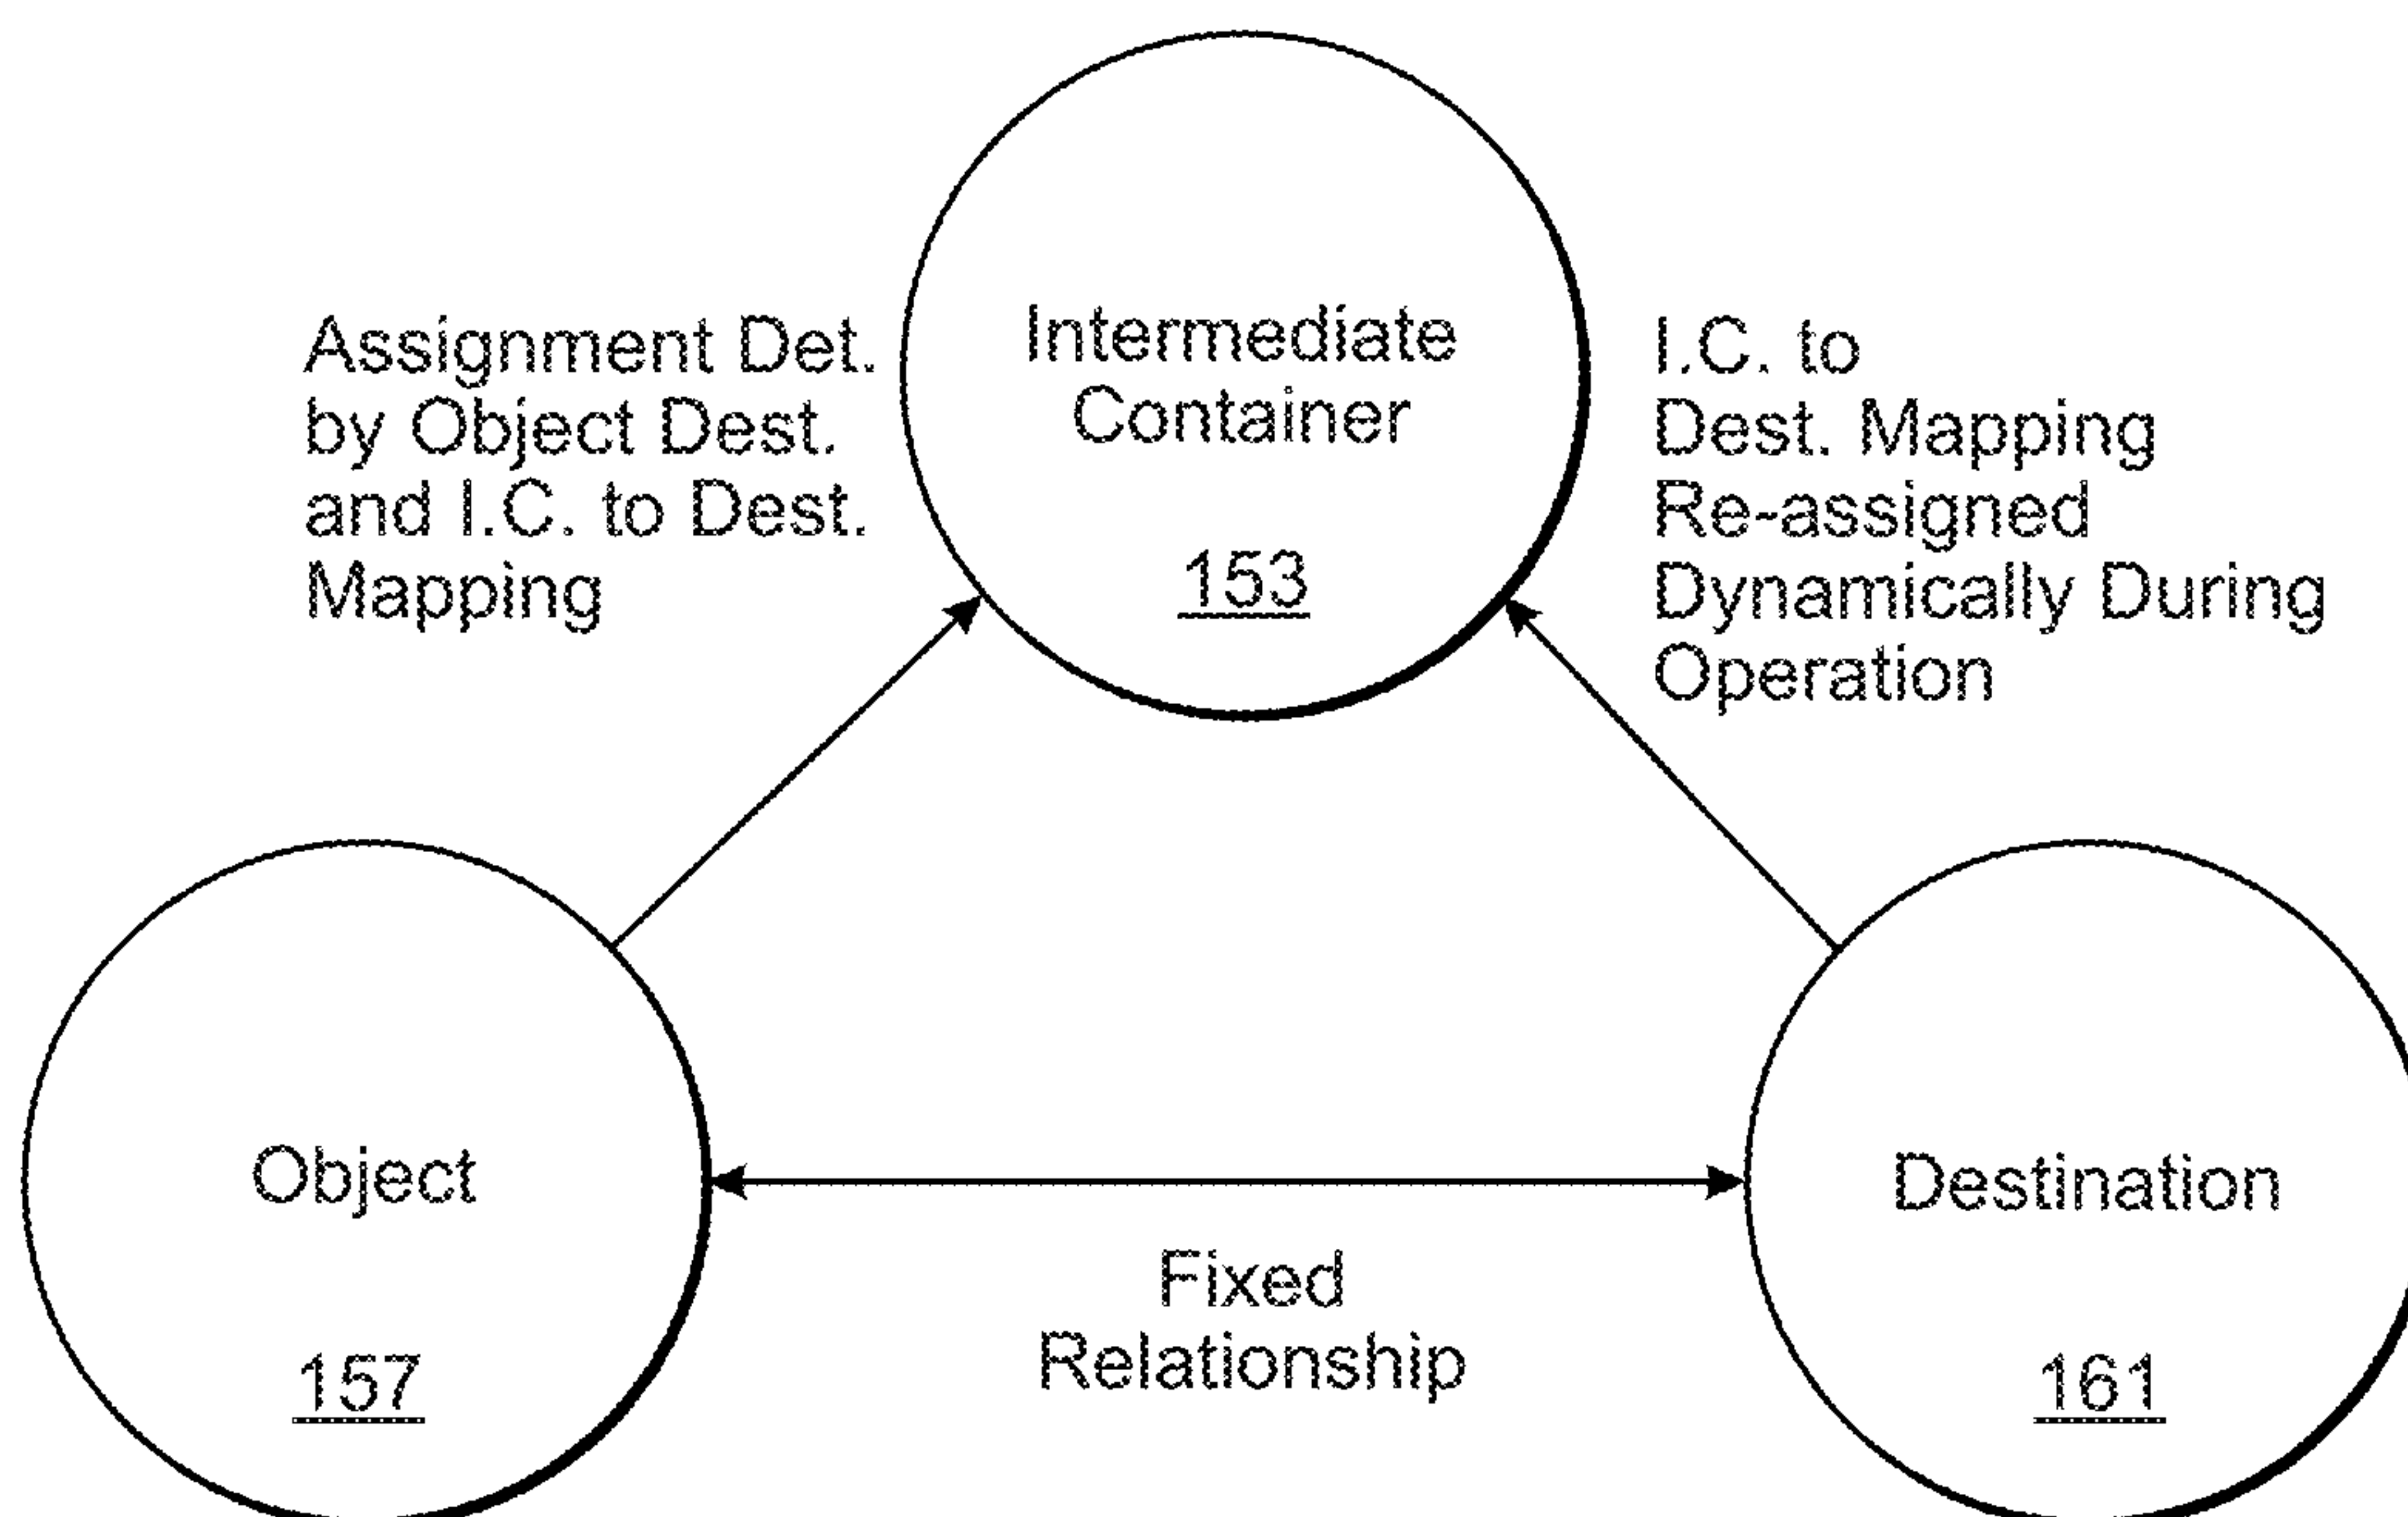 Assignment Det.
by Object Dest.
and I.C. to Dest.
Mapping
Intermediate
Container
153
I.C. to
Dest. Mapping
Re-assigned
Dynamically During
Operation
Object
157
Fixed
Relationship
Destination
161